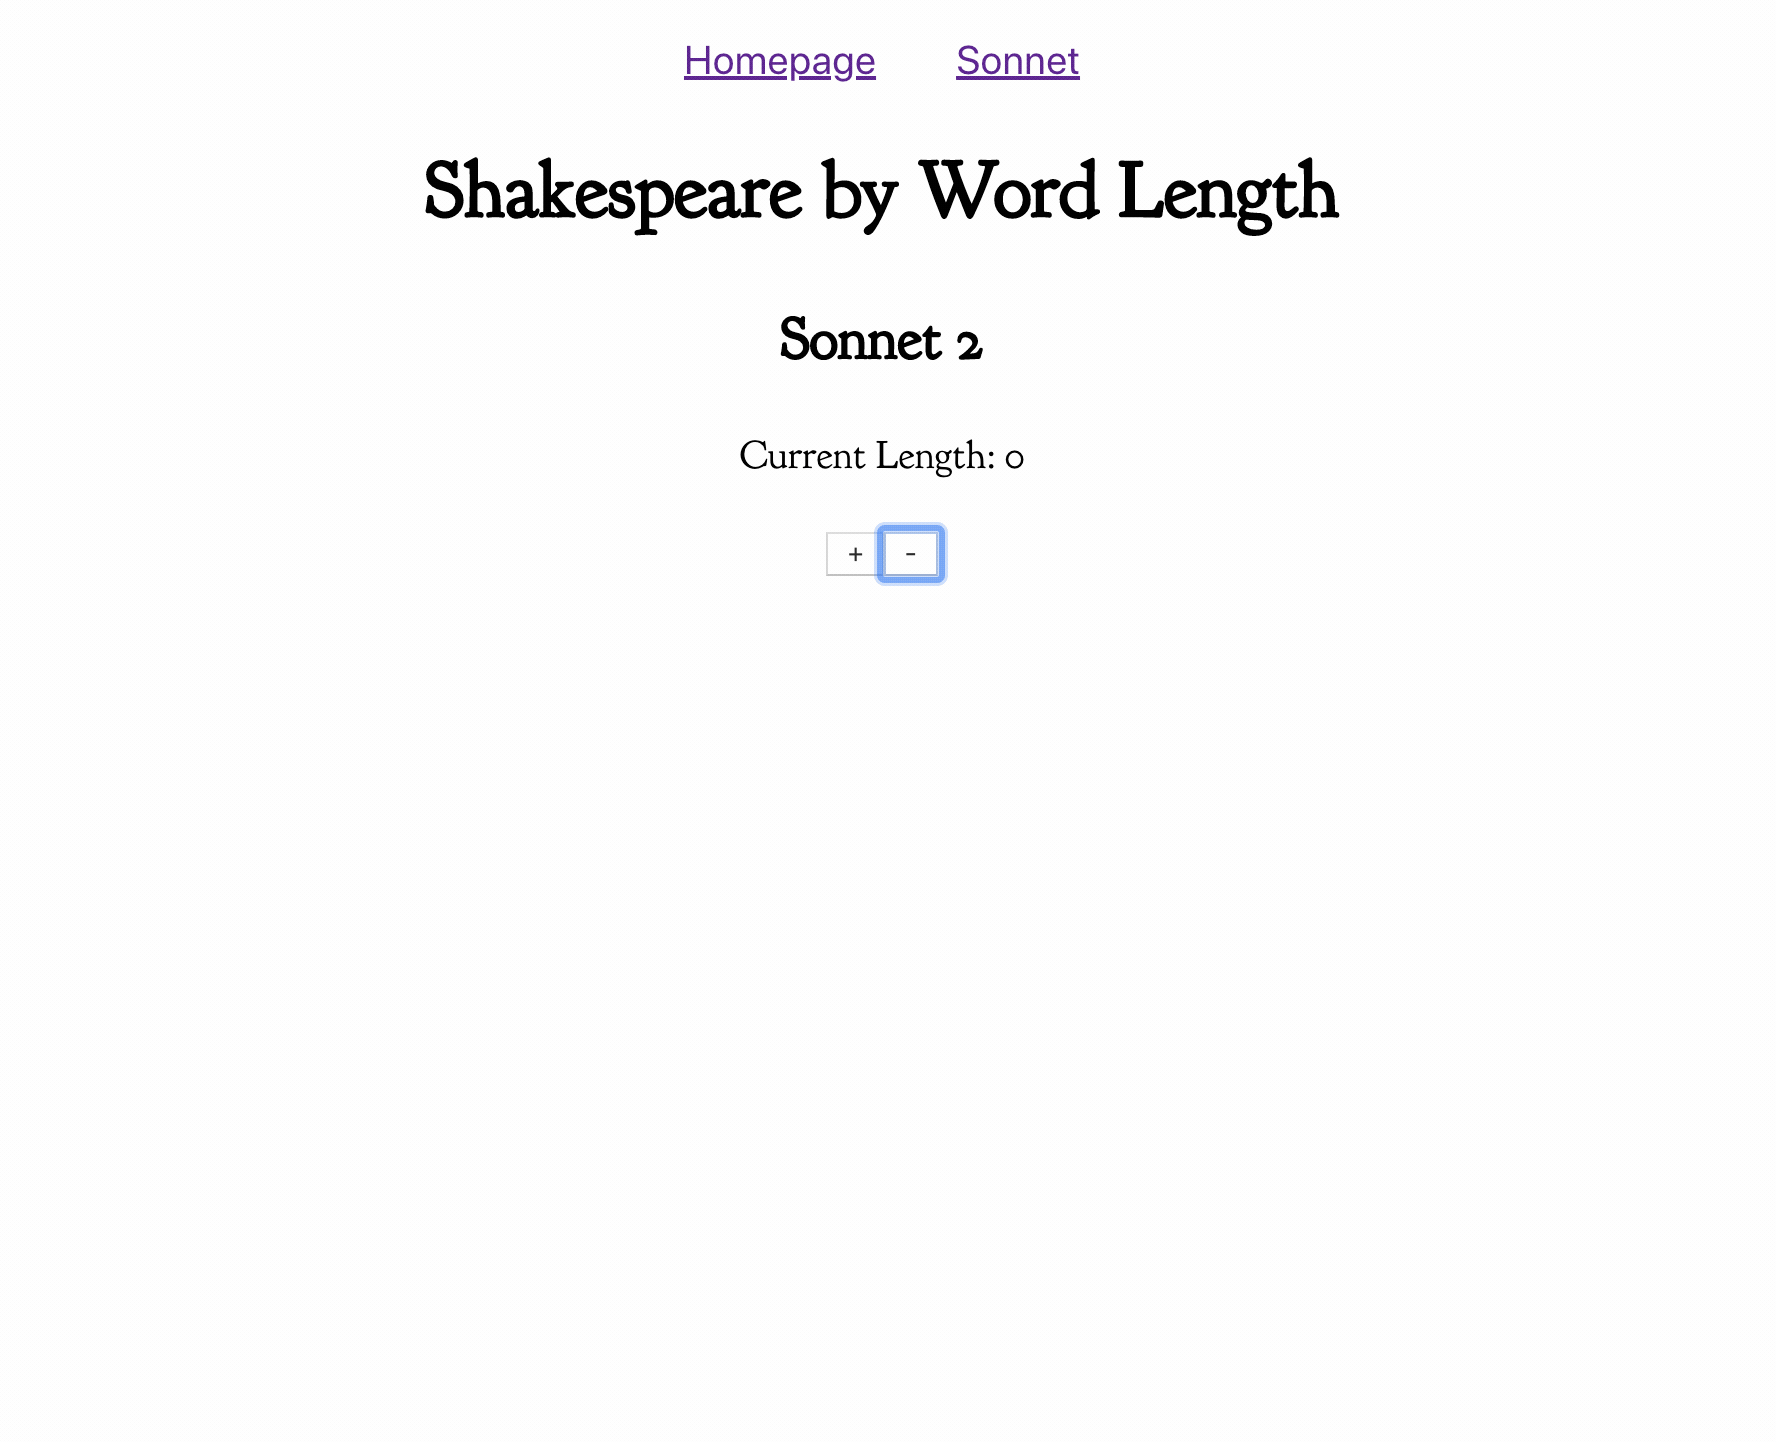 Homepage Sonnet
Shakespeare by Word Length
Sonnet 2
Current Length: 0
+ -